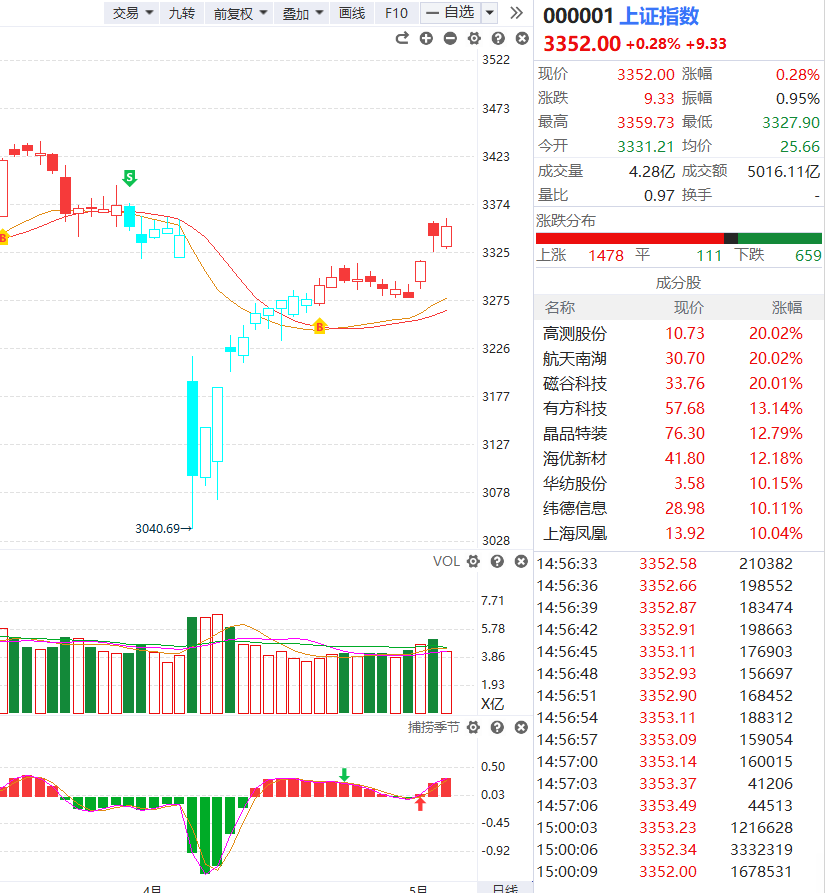 交易 九转 前复权 叠加 画线 F10 自选
3522
3473
3423
3374
3325
3275
3226
3177
3127
3078
3028
S
B
B
3040.69→
VOL
7.71
5.78
3.86
1.93
X亿
捕捞季节
0.50
0.03
-0.45
-0.92
4月 5月 日线
000001 上证指数
3352.00 +0.28% +9.33
现价 3352.00 涨幅 0.28%
涨跌 9.33 振幅 0.95%
最高 3359.73 最低 3327.90
今开 3331.21 均价 25.66
成交量 4.28亿 成交额 5016.11亿
量比 0.97 换手 -
涨跌分布
上涨 1478 平 111 下跌 659
成分股
名称 现价 涨幅
高测股份 10.73 20.02%
航天南湖 30.70 20.02%
磁谷科技 33.76 20.01%
有方科技 57.68 13.14%
晶品特装 76.30 12.79%
海优新材 41.80 12.18%
华纺股份 3.58 10.15%
纬德信息 28.98 10.11%
上海凤凰 13.92 10.04%
14:56:33 3352.58 210382
14:56:36 3352.66 198552
14:56:39 3352.87 183474
14:56:42 3352.91 198663
14:56:45 3353.11 176903
14:56:48 3352.93 156697
14:56:51 3352.90 168452
14:56:54 3353.11 188312
14:56:57 3353.09 159054
14:57:00 3353.14 160015
14:57:03 3353.37 41206
14:57:06 3353.49 44513
15:00:03 3353.23 1216628
15:00:06 3352.34 3332319
15:00:09 3352.00 1678531